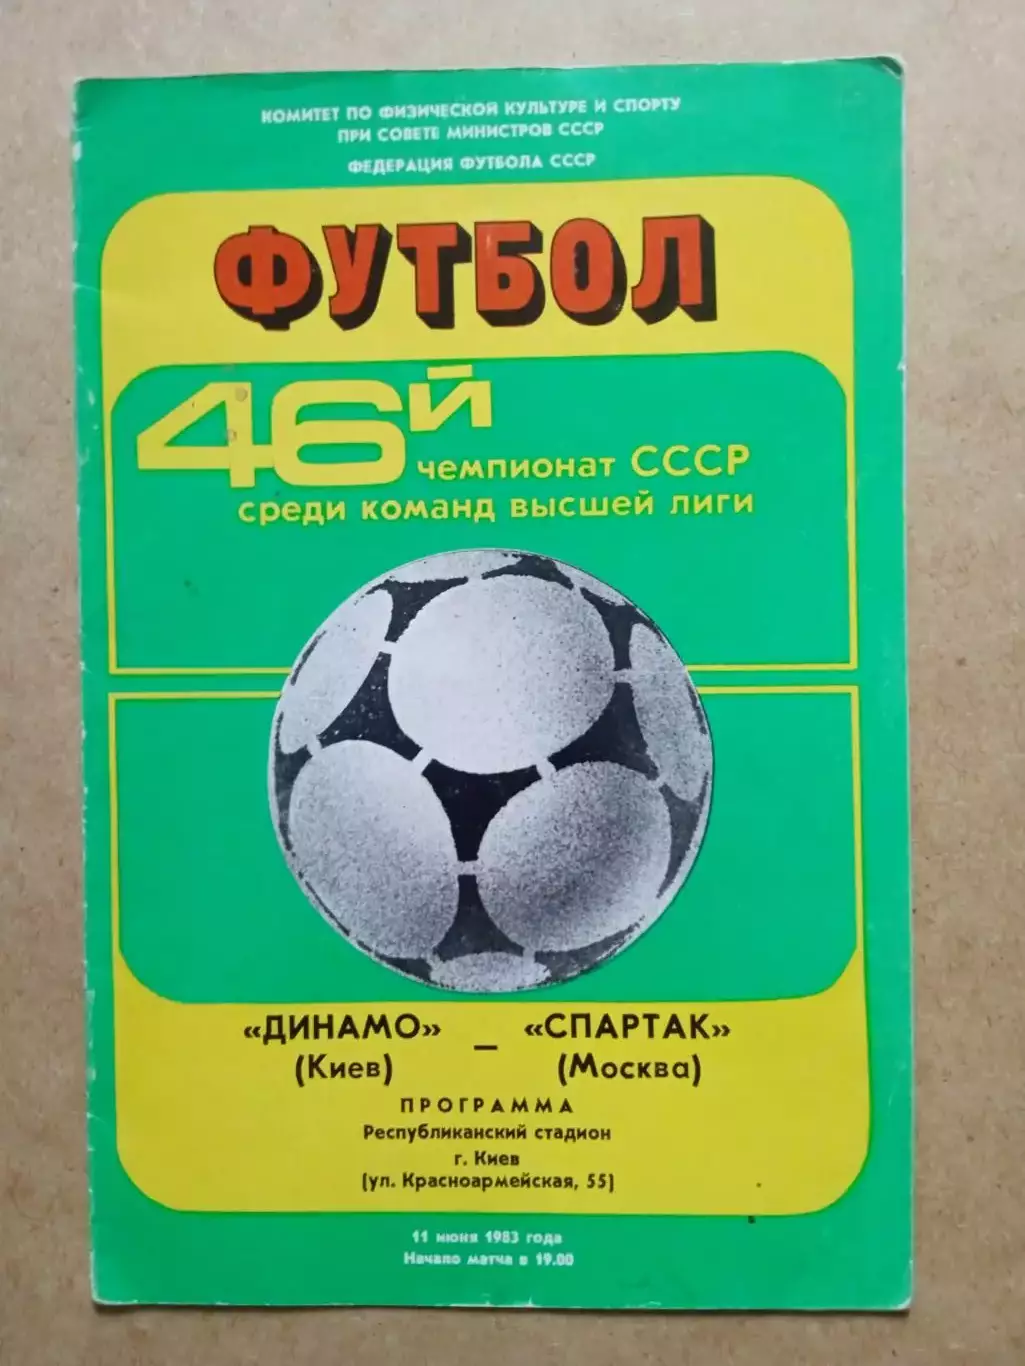 КОМИТЕТ ПО ФИЗИЧЕСКОЙ КУЛЬТУРЕ И СПОРТУ
ПРИ СОВЕТЕ МИНИСТРОВ СССР
ФЕДЕРАЦИЯ ФУТБОЛА СССР
ФУТБОЛ
46й
чемпионат СССР
среди команд высшей лиги
«ДИНАМО» – «СПАРТАК»
(Киев) (Москва)
ПРОГРАММА
Республиканский стадион
г. Киев
(ул. Красноармейская, 55)
11 июня 1983 года
Начало матча в 19.00